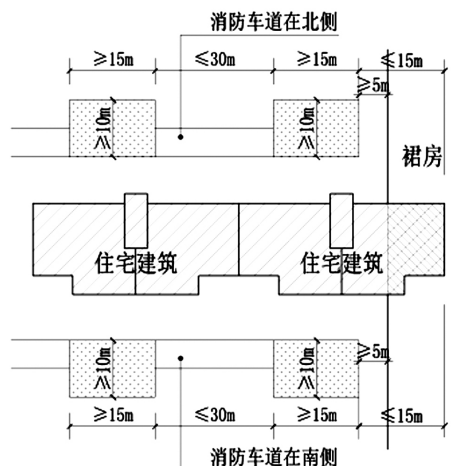 消防车道在北侧
≥15m ≤30m ≥15m ≤15m
≥5m
≥10m ≥10m
裙房
住宅建筑 住宅建筑
≥5m
≥10m ≥10m
≥15m ≤30m ≥15m ≤15m
消防车道在南侧